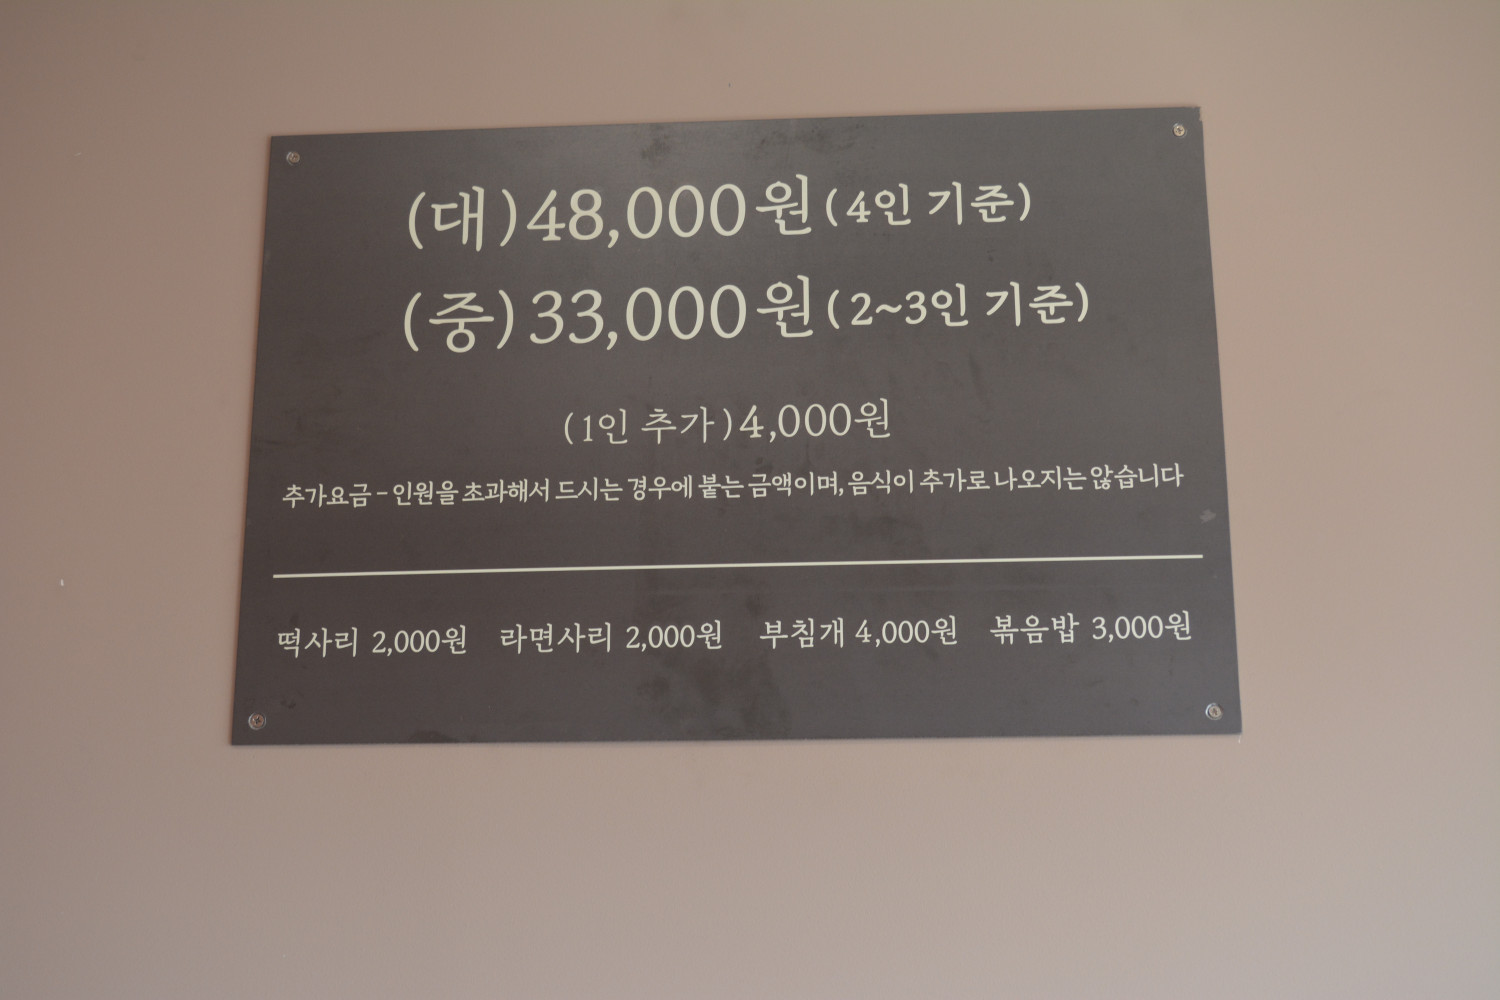 (대)48,000원(4인 기준)
(중)33,000원(2~3인 기준)
(1인 추가)4,000원
추가요금 - 인원을 초과해서 드시는 경우에 붙는 금액이며, 음식이 추가로 나오지는 않습니다
떡사리 2,000원 라면사리 2,000원 부침개 4,000원 볶음밥 3,000원